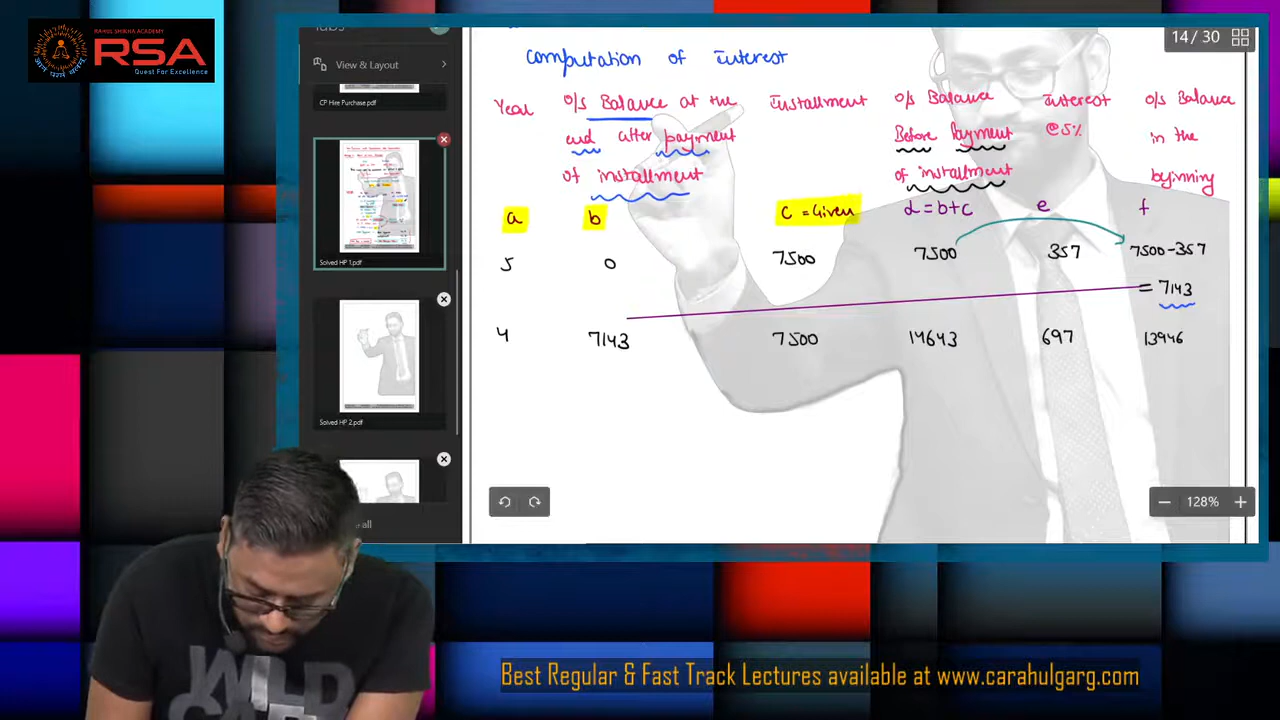 RAHUL SHIKHA ACADEMY
RSA
Quest For Excellence
View & Layout
CP Hire Purchase.pdf
Solved HP 1.pdf
Solved HP 2.pdf
all
14 / 30
Computation of Interest
Year O/s Balance at the Installment O/s Balance Interest O/s Balance
end after payment Before Payment @5% in the
of installment of installment beginning
a b c = Given d = b+c e f
5 0 7500 7500 357 7500-357
= 7143
4 7143 7500 14643 697 13946
128%
WILD
Best Regular & Fast Track Lectures available at www.carahulgarg.com